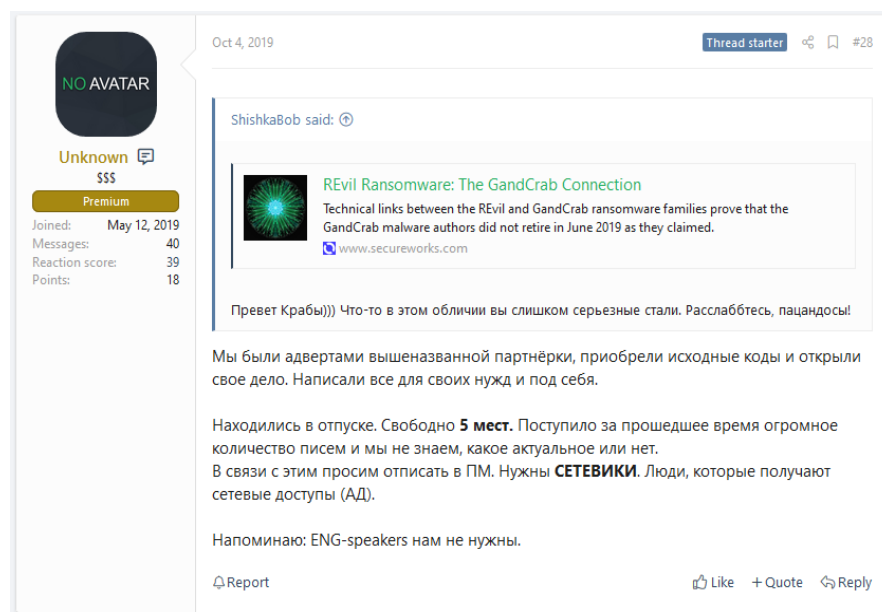 Oct 4, 2019
Thread starter
#28
NO AVATAR
Unknown
$$$
Premium
Joined: May 12, 2019
Messages: 40
Reaction score: 39
Points: 18
ShishkaBob said:
REvil Ransomware: The GandCrab Connection
Technical links between the REvil and GandCrab ransomware families prove that the
GandCrab malware authors did not retire in June 2019 as they claimed.
www.secureworks.com
Превет Крабы))) Что-то в этом обличии вы слишком серьезные стали. Расслаббтесь, пацандосы!
Мы были адвертами вышеназванной партнёрки, приобрели исходные коды и открыли
свое дело. Написали все для своих нужд и под себя.
Находились в отпуске. Свободно 5 мест. Поступило за прошедшее время огромное
количество писем и мы не знаем, какое актуальное или нет.
В связи с этим просим отписать в ПМ. Нужны СЕТЕВИКИ. Люди, которые получают
сетевые доступы (АД).
Напоминаю: ENG-speakers нам не нужны.
Report
Like
+ Quote
Reply